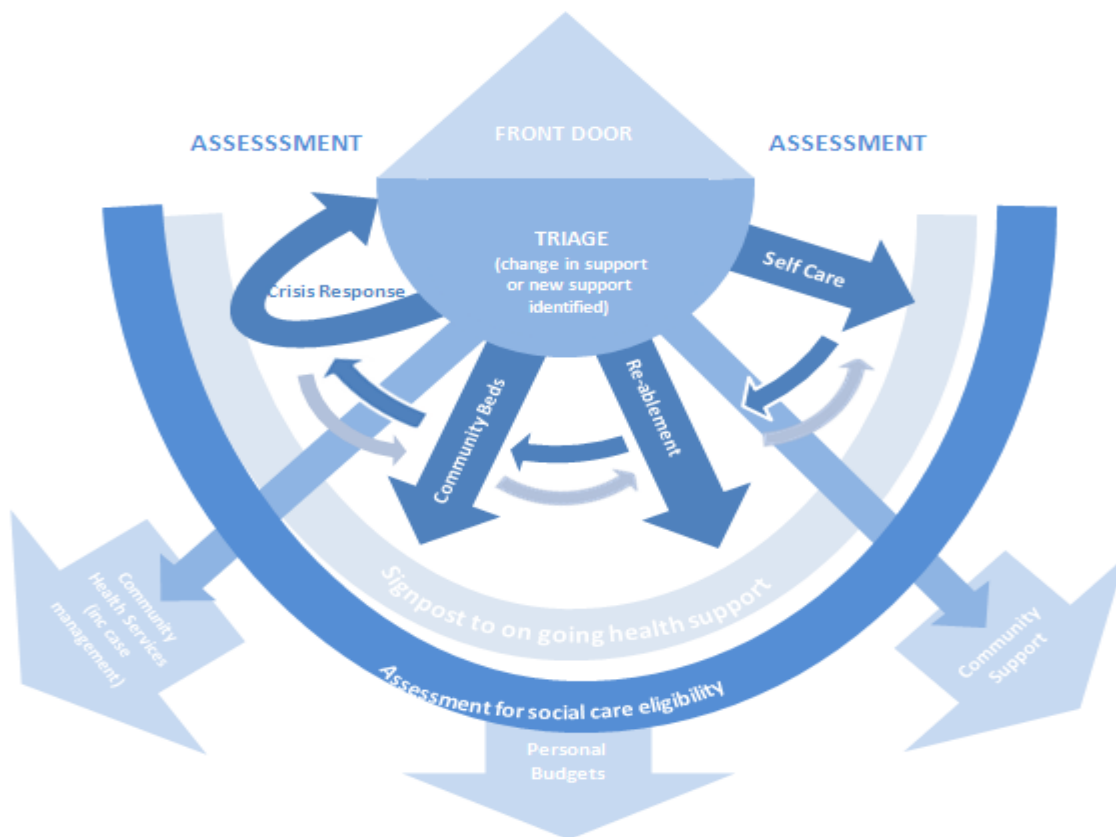 FRONT DOOR
ASSESSSMENT
ASSESSMENT
TRIAGE
(change in support
or new support
identified)
Self Care
Crisis Response
Community Beds
Re-ablement
Signpost to on going health support
Community
Health Services
(inc case
management)
Community
Support
Assessment for social care eligibility
Personal
Budgets